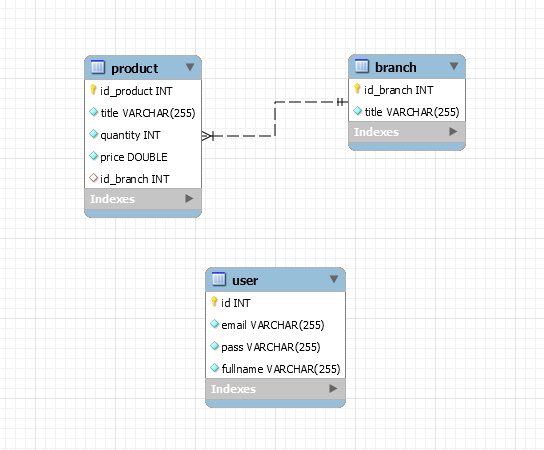 product
id_product INT
title VARCHAR(255)
quantity INT
price DOUBLE
id_branch INT
Indexes
branch
id_branch INT
title VARCHAR(255)
Indexes
user
id INT
email VARCHAR(255)
pass VARCHAR(255)
fullname VARCHAR(255)
Indexes